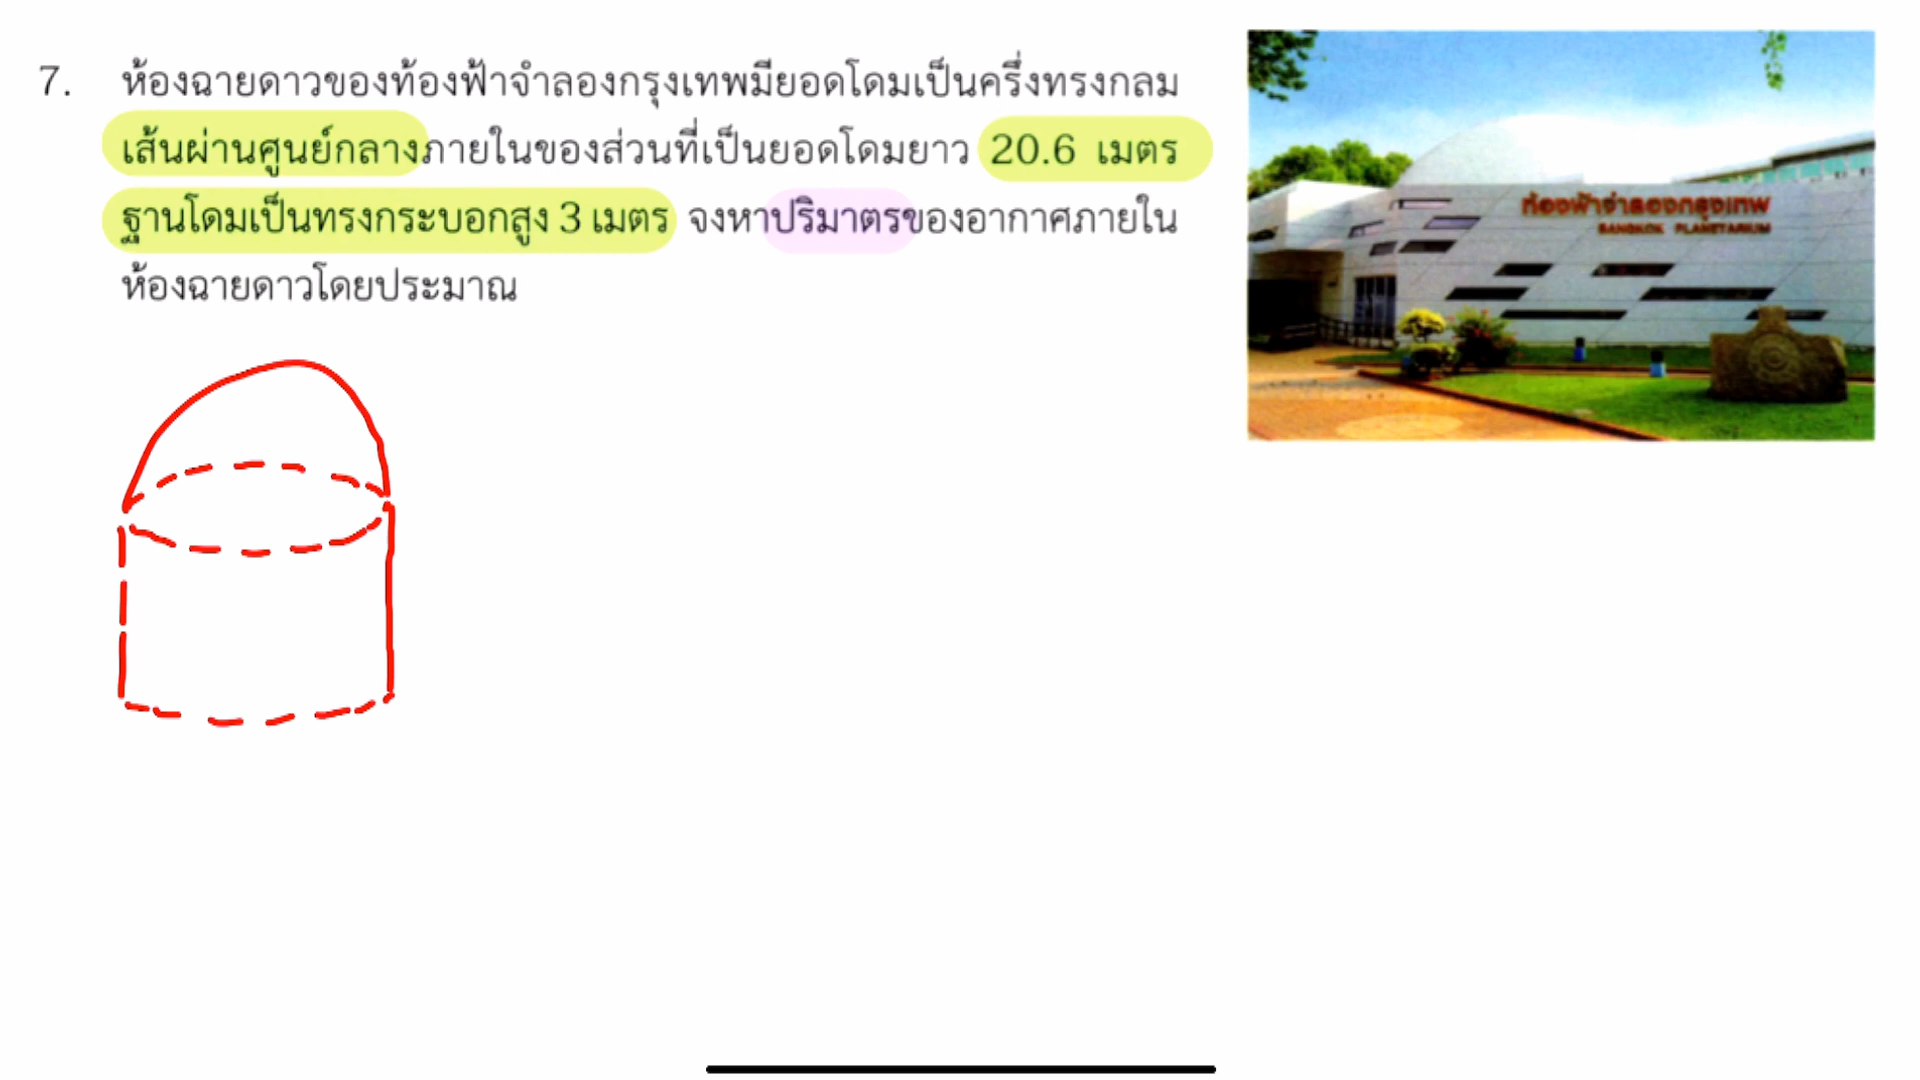 7. ห้องฉายดาวของท้องฟ้าจำลองกรุงเทพมียอดโดมเป็นครึ่งทรงกลม
เส้นผ่านศูนย์กลางภายในของส่วนที่เป็นยอดโดมยาว 20.6 เมตร
ฐานโดมเป็นทรงกระบอกสูง 3 เมตร จงหาปริมาตรของอากาศภายใน
ห้องฉายดาวโดยประมาณ
ท้องฟ้าจำลองกรุงเทพ
BANGKOK PLANETARIUM